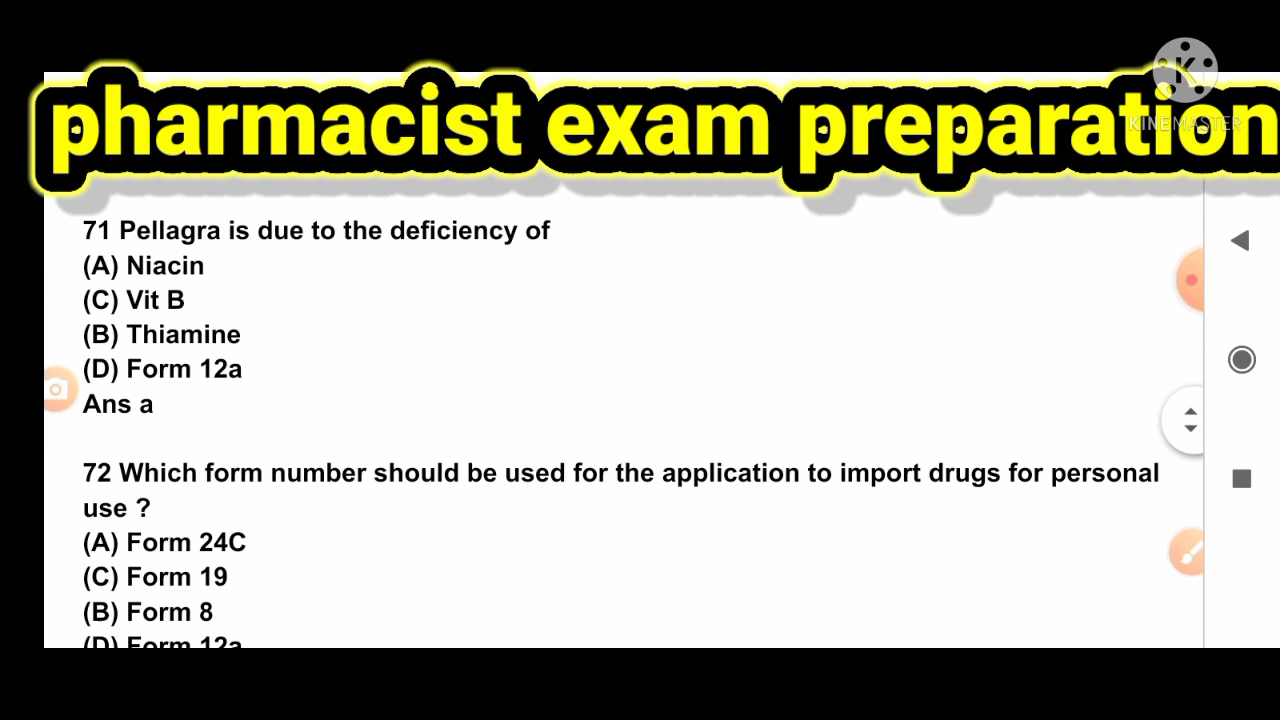 pharmacist exam preparation
KINEMASTER
71 Pellagra is due to the deficiency of
(A) Niacin
(C) Vit B
(B) Thiamine
(D) Form 12a
Ans a
72 Which form number should be used for the application to import drugs for personal
use ?
(A) Form 24C
(C) Form 19
(B) Form 8
(D) Form 12a